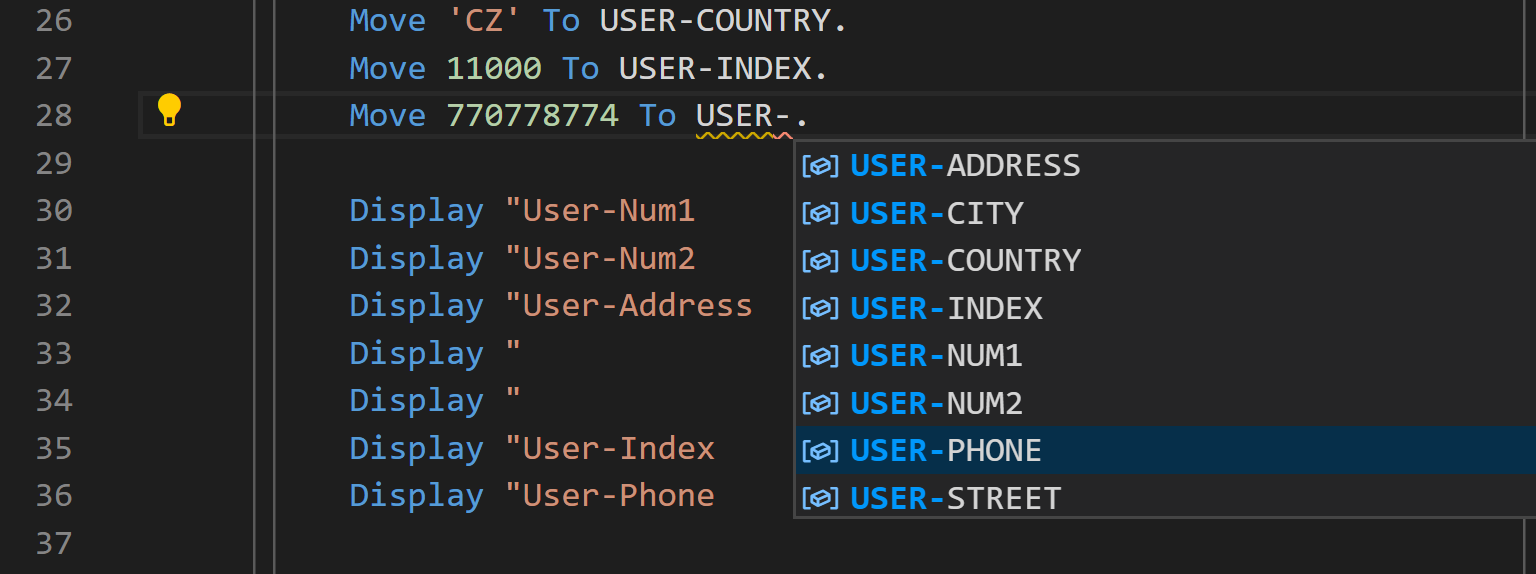 26 Move 'CZ' To USER-COUNTRY.
27 Move 11000 To USER-INDEX.
28 Move 770778774 To USER-.
29 USER-ADDRESS
30 Display "User-Num1 USER-CITY
31 Display "User-Num2 USER-COUNTRY
32 Display "User-Address USER-INDEX
33 Display " USER-NUM1
34 Display " USER-NUM2
35 Display "User-Index USER-PHONE
36 Display "User-Phone USER-STREET
37